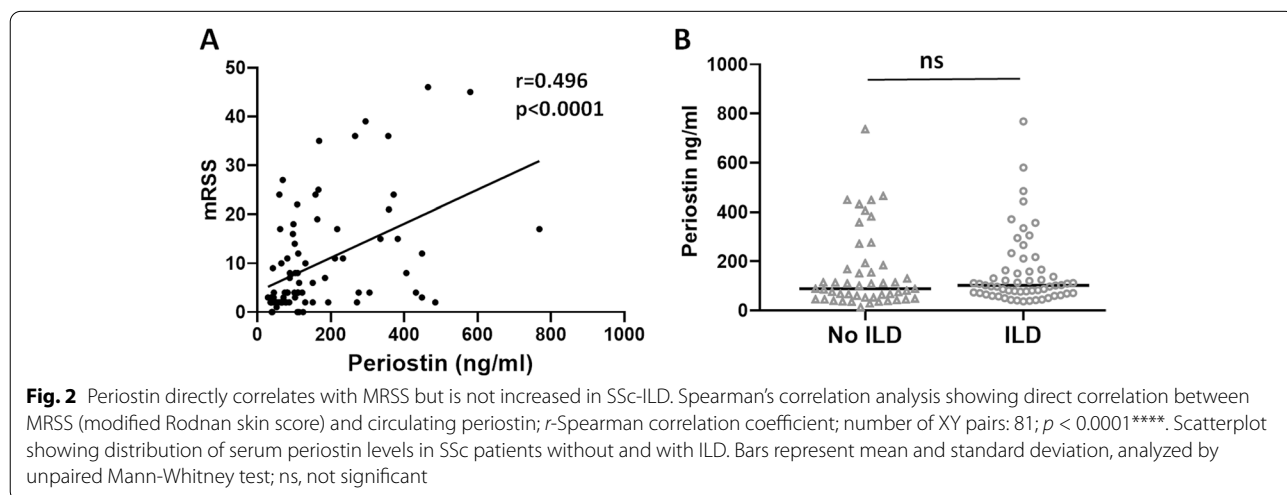 A
50
40
30
20
10
0
mRSS
r=0.496
p<0.0001
0 200 400 600 800 1000
Periostin (ng/ml)
B
ns
1000
800
600
400
200
0
Periostin ng/ml
No ILD ILD
Fig. 2 Periostin directly correlates with MRSS but is not increased in SSc-ILD. Spearman’s correlation analysis showing direct correlation between
MRSS (modified Rodnan skin score) and circulating periostin; r-Spearman correlation coefficient; number of XY pairs: 81; p < 0.0001****. Scatterplot
showing distribution of serum periostin levels in SSc patients without and with ILD. Bars represent mean and standard deviation, analyzed by
unpaired Mann-Whitney test; ns, not significant